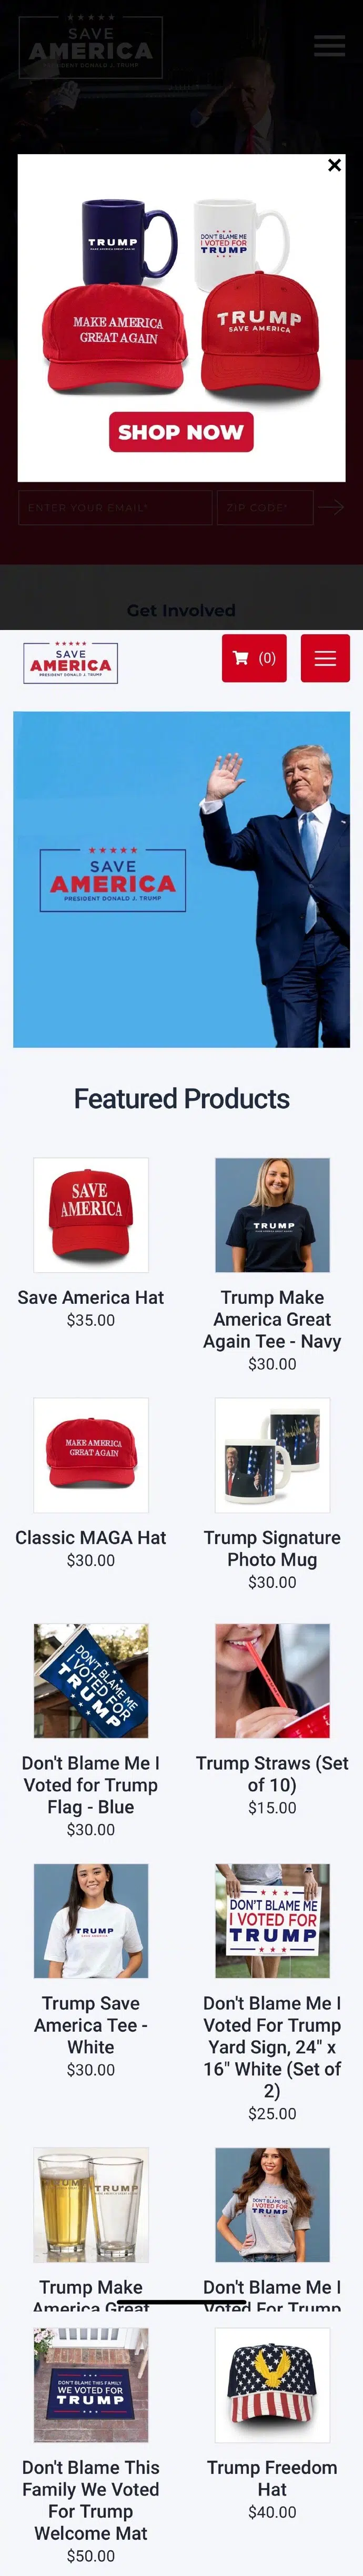 SAVE
AMERICA
PRESIDENT DONALD J. TRUMP
TRUMP
DON'T BLAME ME
I VOTED FOR
TRUMP
MAKE AMERICA
GREAT AGAIN
TRUMP
SAVE AMERICA
SHOP NOW
ENTER YOUR EMAIL*
ZIP CODE*
Get Involved
SAVE
AMERICA
PRESIDENT DONALD J. TRUMP
(0)
SAVE
AMERICA
PRESIDENT DONALD J. TRUMP
Featured Products
SAVE
AMERICA
TRUMP
Save America Hat
$35.00
Trump Make
America Great
Again Tee - Navy
$30.00
MAKE AMERICA
GREAT AGAIN
Classic MAGA Hat
$30.00
Trump Signature
Photo Mug
$30.00
DON'T BLAME ME
I VOTED FOR
TRUMP
Don't Blame Me I
Voted for Trump
Flag - Blue
$30.00
Trump Straws (Set
of 10)
$15.00
TRUMP
DON'T BLAME ME
I VOTED FOR
TRUMP
Trump Save
America Tee -
White
$30.00
Don't Blame Me I
Voted For Trump
Yard Sign, 24" x
16" White (Set of
2)
$25.00
TRUMP
DON'T BLAME ME
I VOTED FOR
TRUMP
Trump Make
America Great
Don't Blame Me I
Voted For Trump
DON'T BLAME THIS FAMILY
WE VOTED FOR
TRUMP
Don't Blame This
Family We Voted
For Trump
Welcome Mat
$50.00
Trump Freedom
Hat
$40.00